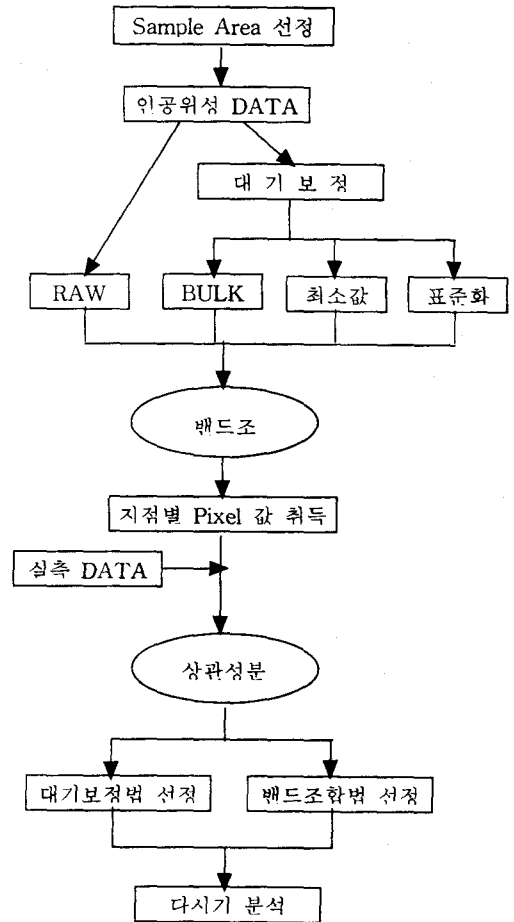 Sample Area 선정
인공위성 DATA
대 기 보 정
RAW
BULK
최소값
표준화
밴드조
지점별 Pixel 값 취득
실측 DATA
상관성분
대기보정법 선정
밴드조합법 선정
다시기 분석